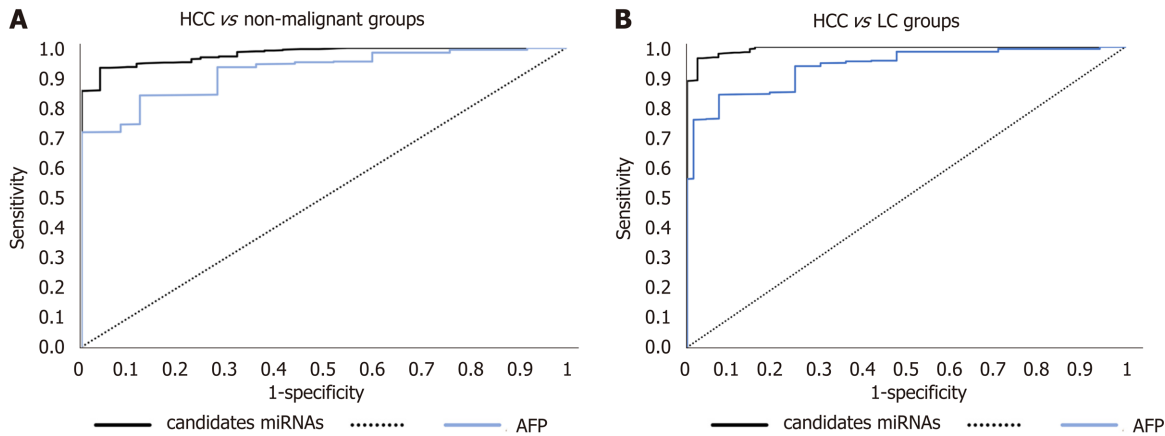 A
HCC vs non-malignant groups
1.0
0.9
0.8
0.7
0.6
0.5
0.4
0.3
0.2
0.1
0.0
Sensitivity
0 0.1 0.2 0.3 0.4 0.5 0.6 0.7 0.8 0.9 1
1-specificity
candidates miRNAs AFP
B
HCC vs LC groups
1.0
0.9
0.8
0.7
0.6
0.5
0.4
0.3
0.2
0.1
0.0
Sensitivity
0 0.1 0.2 0.3 0.4 0.5 0.6 0.7 0.8 0.9 1
1-specificity
candidates miRNAs AFP